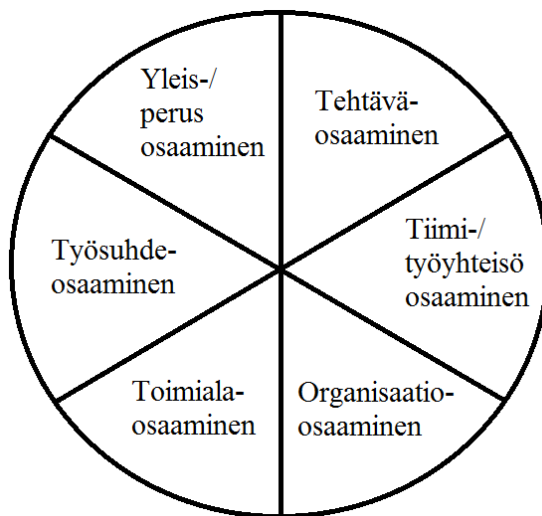 Yleis-/
perus
osaaminen
Tehtävä-
osaaminen
Tiimi-/
työyhteisö
osaaminen
Organisaatio-
osaaminen
Toimiala-
osaaminen
Työsuhde-
osaaminen